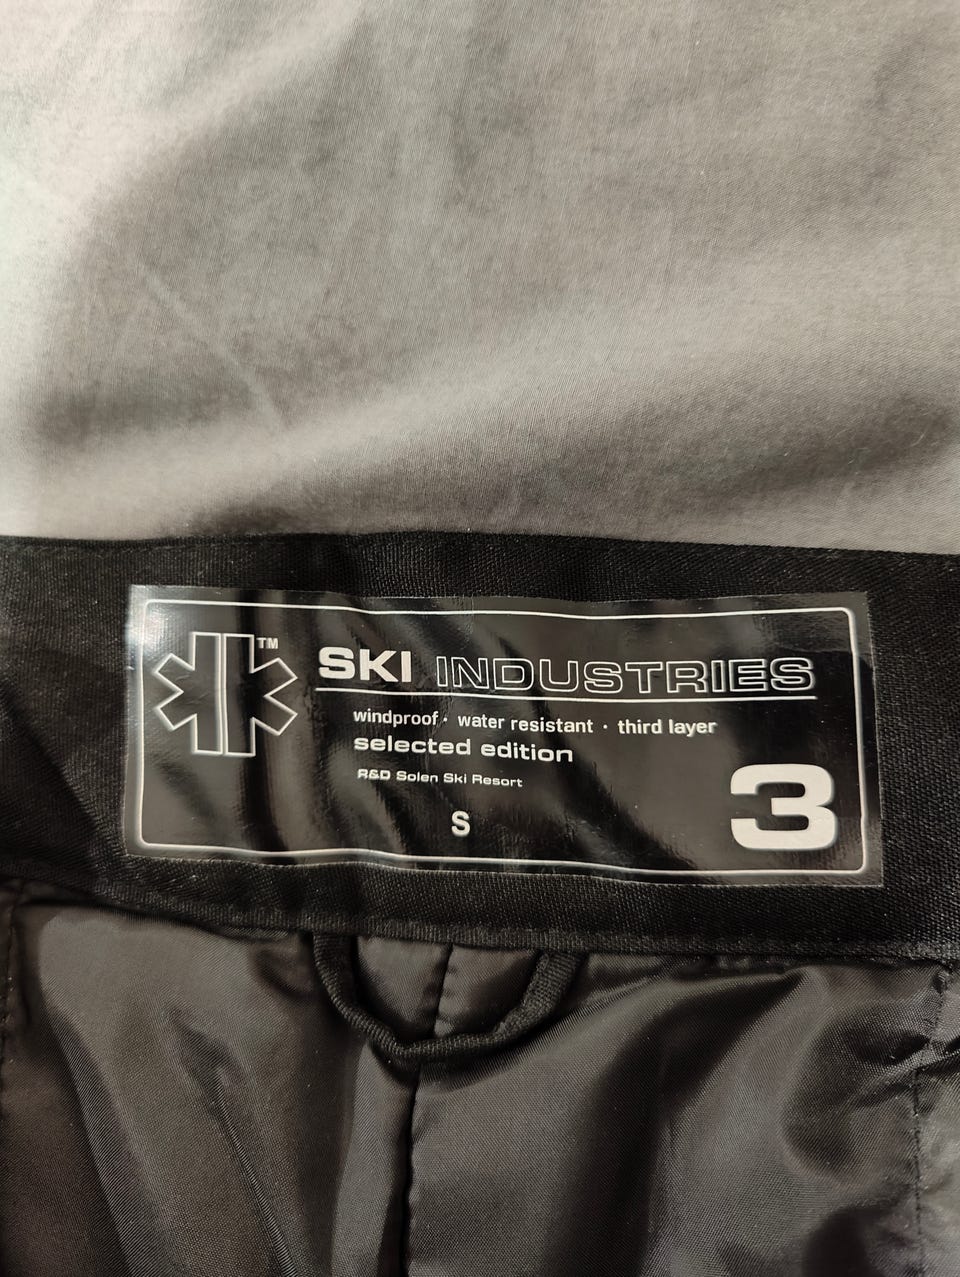 TM
SKI INDUSTRIES
windproof · water resistant · third layer
selected edition
R&D Solen Ski Resort
S
3